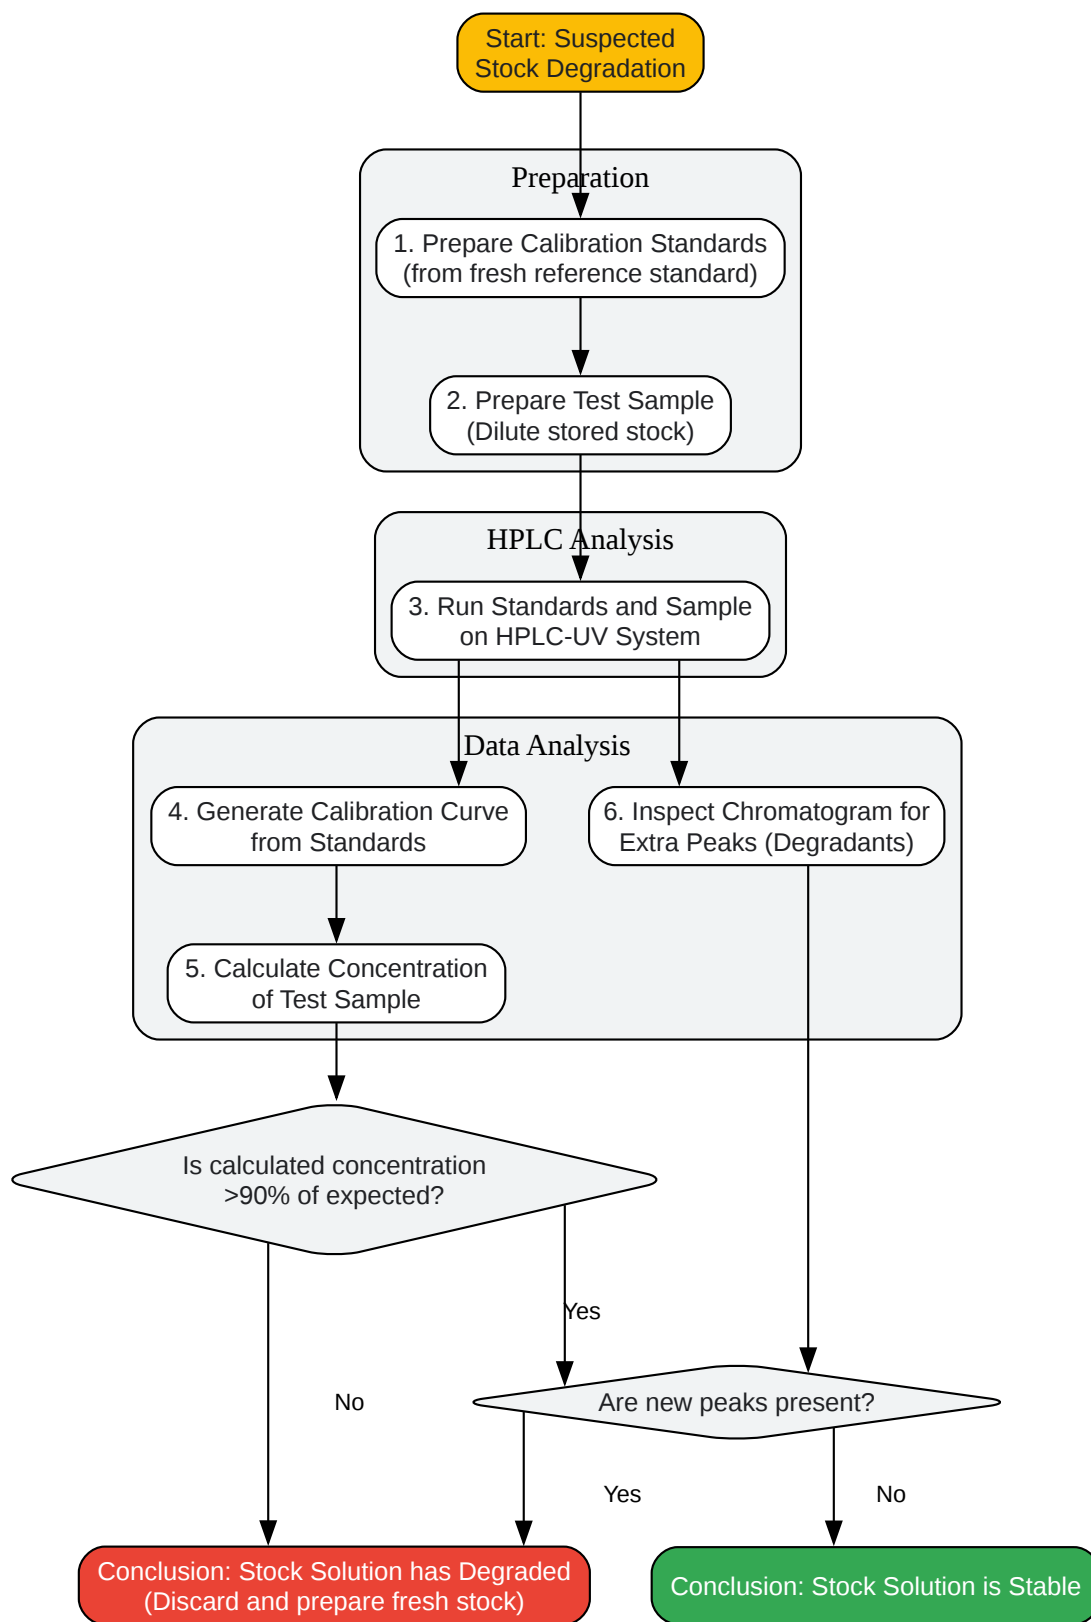 Start: Suspected
Stock Degradation
Preparation
1. Prepare Calibration Standards
(from fresh reference standard)
2. Prepare Test Sample
(Dilute stored stock)
HPLC Analysis
3. Run Standards and Sample
on HPLC-UV System
Data Analysis
4. Generate Calibration Curve
from Standards
6. Inspect Chromatogram for
Extra Peaks (Degradants)
5. Calculate Concentration
of Test Sample
Is calculated concentration
>90% of expected?
Yes
No
Are new peaks present?
Yes
No
Conclusion: Stock Solution has Degraded
(Discard and prepare fresh stock)
Conclusion: Stock Solution is Stable